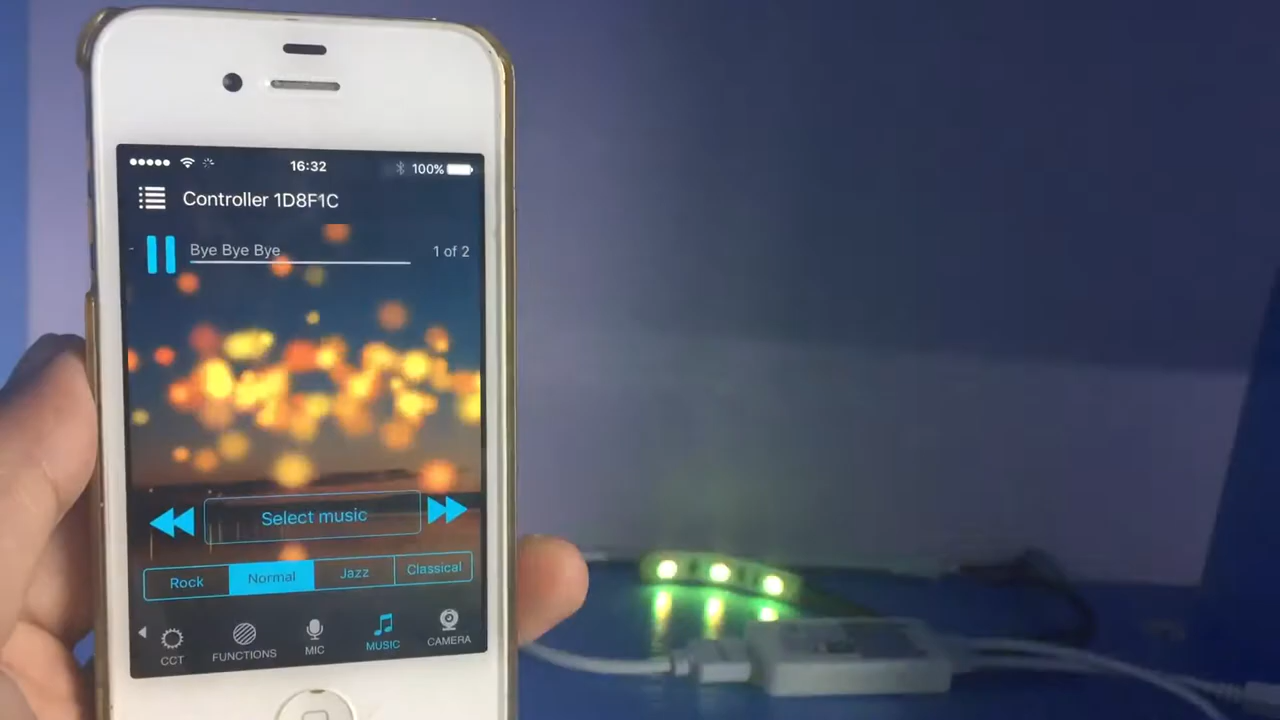 16:32
100%
Controller 1D8F1C
Bye Bye Bye
1 of 2
Select music
Rock
Normal
Jazz
Classical
CCT
FUNCTIONS
MIC
MUSIC
CAMERA